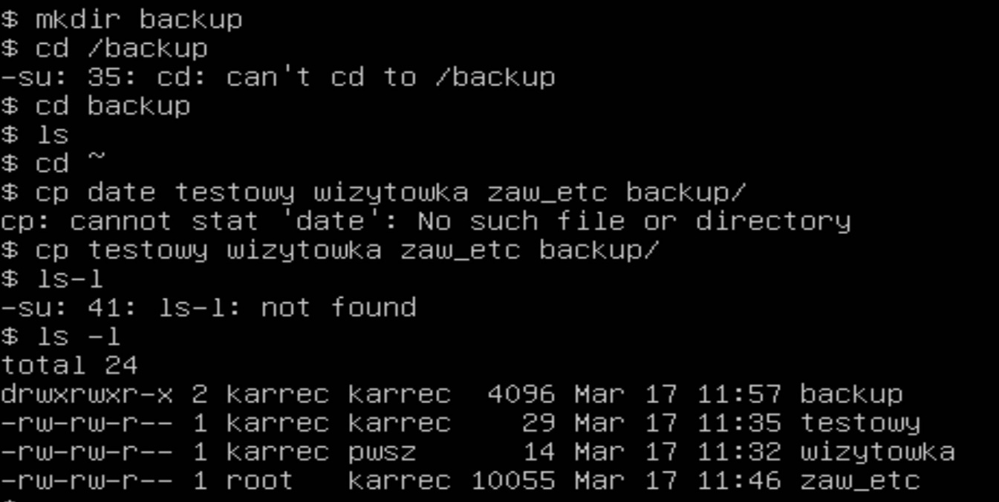 $ mkdir backup
$ cd /backup
-su: 35: cd: can't cd to /backup
$ cd backup
$ ls
$ cd ~
$ cp date testowy wizytowka zaw_etc backup/
cp: cannot stat 'date': No such file or directory
$ cp testowy wizytowka zaw_etc backup/
$ ls-l
-su: 41: ls-l: not found
$ ls -l
total 24
drwxrwxr-x 2 karrec karrec  4096 Mar 17 11:57 backup
-rw-rw-r-- 1 karrec karrec    29 Mar 17 11:35 testowy
-rw-rw-r-- 1 karrec pwsz      14 Mar 17 11:32 wizytowka
-rw-rw-r-- 1 root   karrec 10055 Mar 17 11:46 zaw_etc